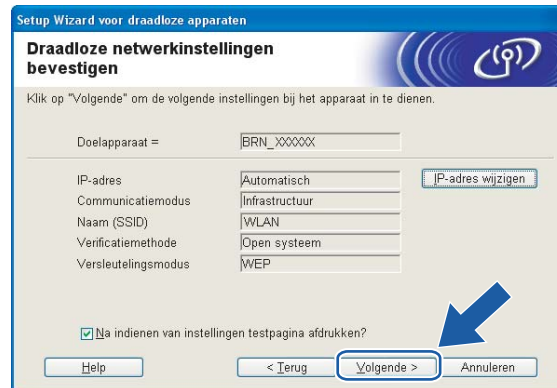 Setup Wizard voor draadloze apparaten
Draadloze netwerkinstellingen
bevestigen
Klik op "Volgende" om de volgende instellingen bij het apparaat in te dienen.
Doelapparaat = BRN_XXXXXX
IP-adres Automatisch IP-adres wijzigen
Communicatiemodus Infrastructuur
Naam (SSID) WLAN
Verificatiemethode Open systeem
Versleutelingsmodus WEP
Na indienen van instellingen testpagina afdrukken?
Help < Terug Volgende > Annuleren